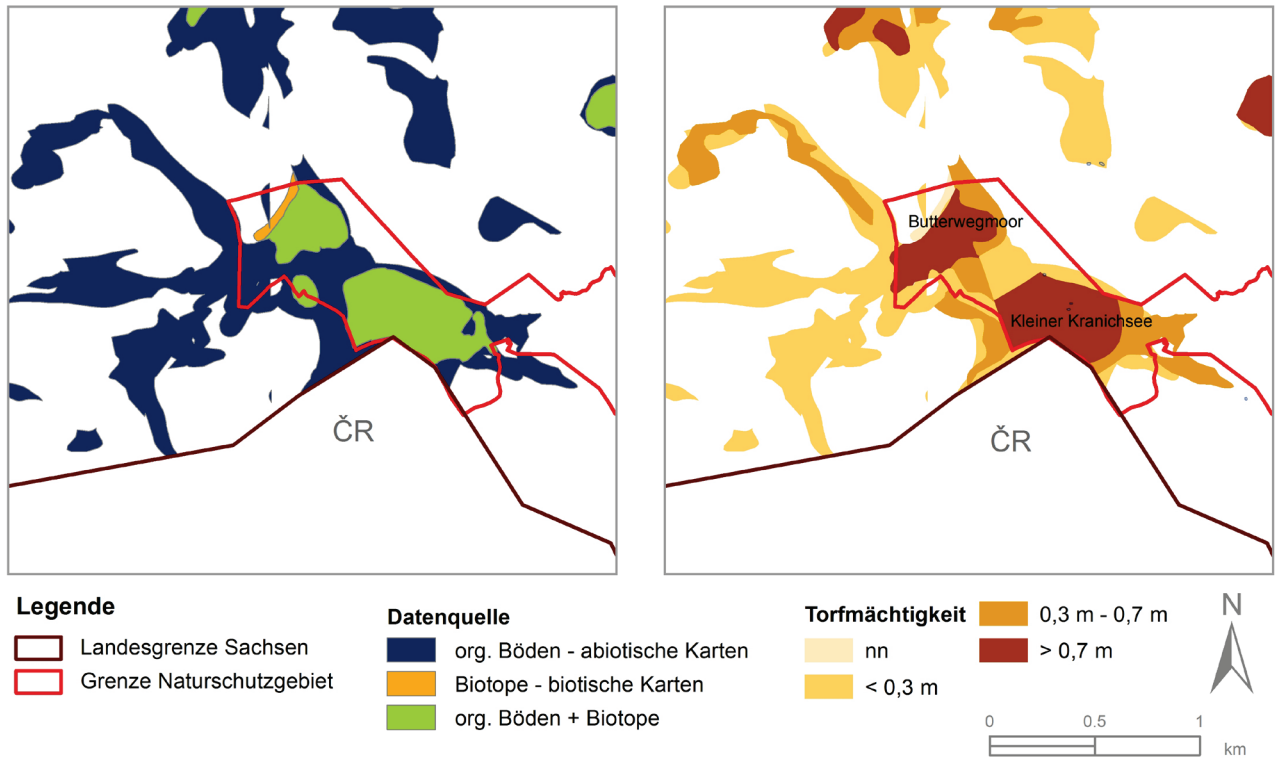 Butterwegmoor
Kleiner Kranichsee
ČR
ČR
Legende
Landesgrenze Sachsen
Grenze Naturschutzgebiet
Datenquelle
org. Böden - abiotische Karten
Biotope - biotische Karten
org. Böden + Biotope
Torfmächtigkeit
nn
< 0,3 m
0,3 m - 0,7 m
> 0,7 m
N
0 0.5 1
km